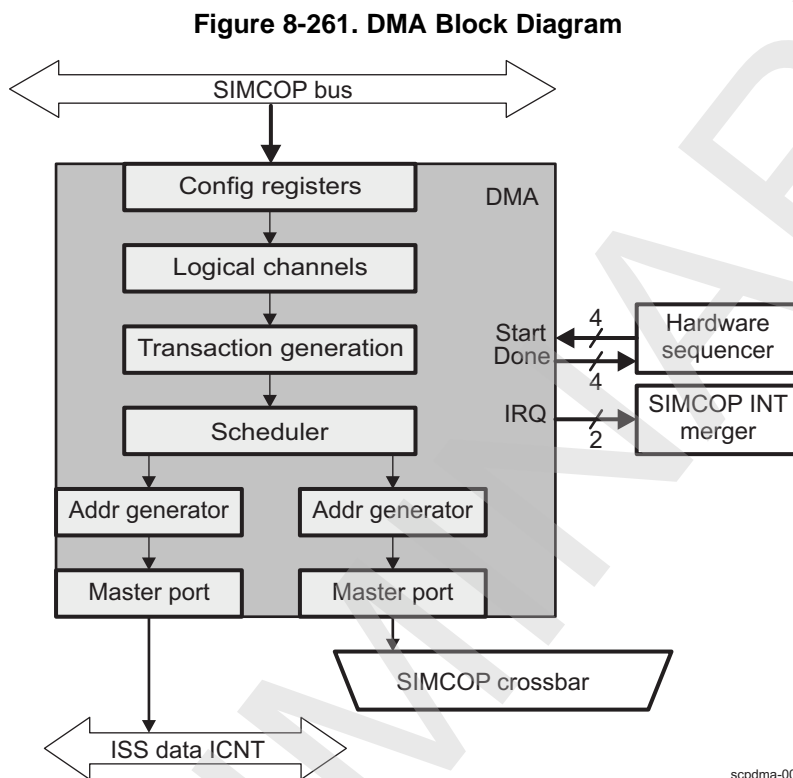 Figure 8-261. DMA Block Diagram
SIMCOP bus
Config registers
DMA
Logical channels
Transaction generation
Start
Done
4
4
Hardware
sequencer
Scheduler
IRQ
2
SIMCOP INT
merger
Addr generator
Addr generator
Master port
Master port
SIMCOP crossbar
ISS data ICNT